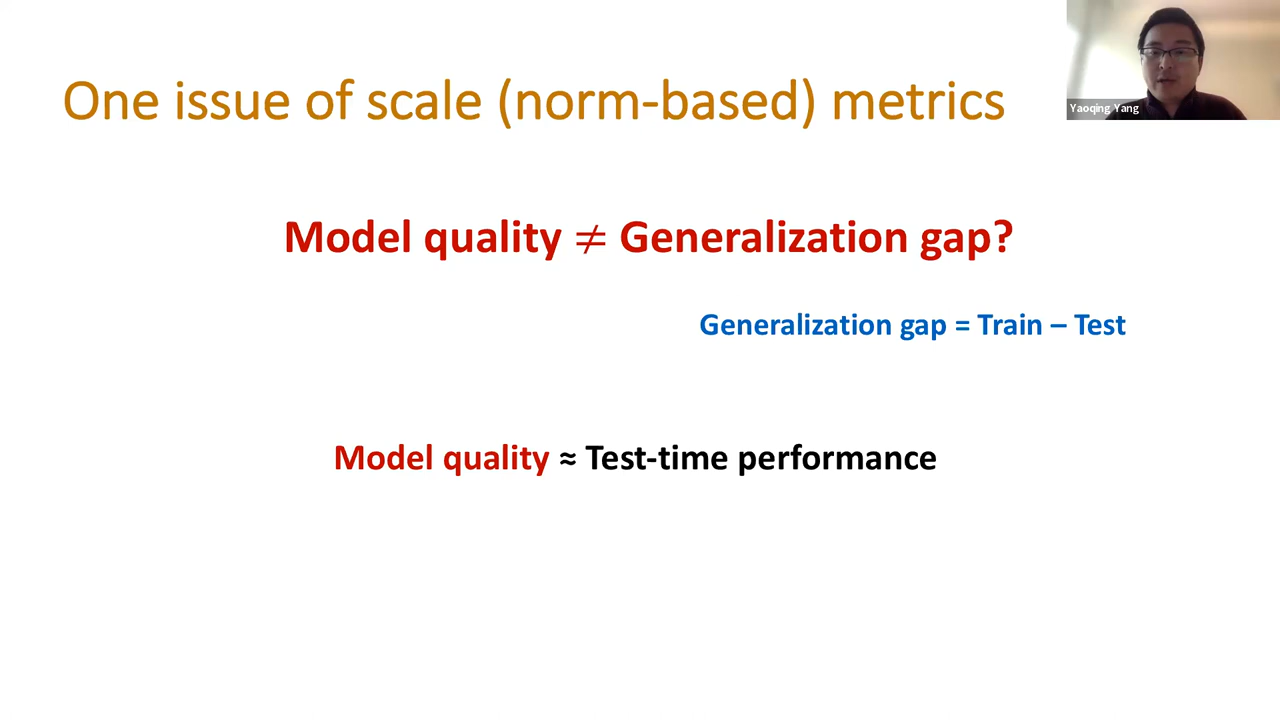 One issue of scale (norm-based) metrics
Yaoqing Yang
Model quality ≠ Generalization gap?
Generalization gap = Train – Test
Model quality ≈ Test-time performance